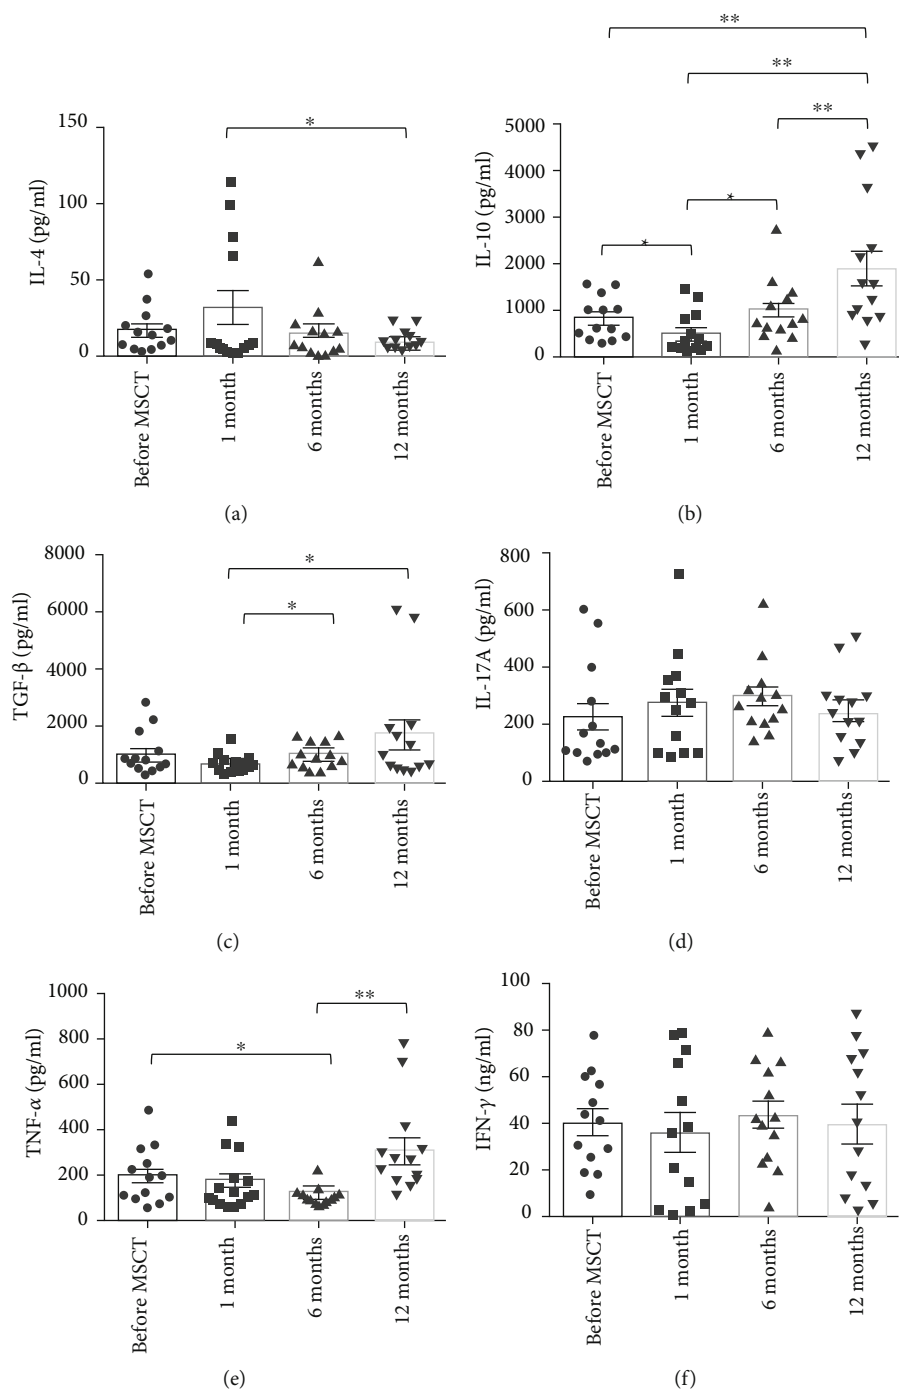 IL-4 (pg/ml)
150
100
50
0
*
Before MSCT
1 month
6 months
12 months
(a)
IL-10 (pg/ml)
5000
4000
3000
2000
1000
0
**
**
**
*
*
Before MSCT
1 month
6 months
12 months
(b)
TGF-β (pg/ml)
8000
6000
4000
2000
0
*
*
Before MSCT
1 month
6 months
12 months
(c)
IL-17A (pg/ml)
800
600
400
200
0
Before MSCT
1 month
6 months
12 months
(d)
TNF-α (pg/ml)
1000
800
600
400
200
0
**
*
Before MSCT
1 month
6 months
12 months
(e)
IFN-γ (ng/ml)
100
80
60
40
20
0
Before MSCT
1 month
6 months
12 months
(f)